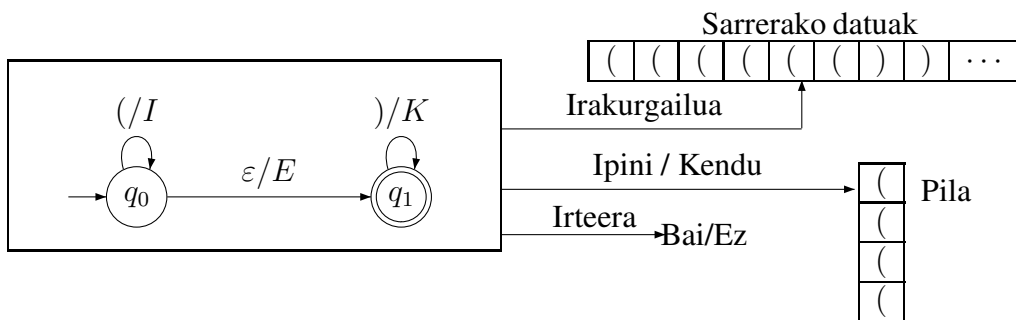 Sarrerako datuak
( ( ( ( ( ( ) ) ···
Irakurgailua
(/I
)/K
q0
ε/E
q1
Ipini / Kendu
( Pila
(
(
(
Irteera
Bai/Ez